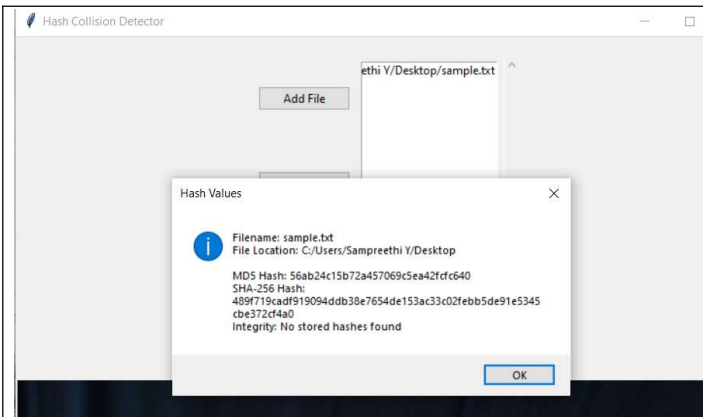 Hash Collision Detector
ethi Y/Desktop/sample.txt
Add File
Hash Values
Filename: sample.txt
File Location: C:/Users/Sampreethi Y/Desktop
MD5 Hash: 56ab24c15b72a457069c5ea42fcfc640
SHA-256 Hash:
489f719cadf919094ddb38e7654de153ac33c02febb5de91e5345
cbe372cf4a0
Integrity: No stored hashes found
OK